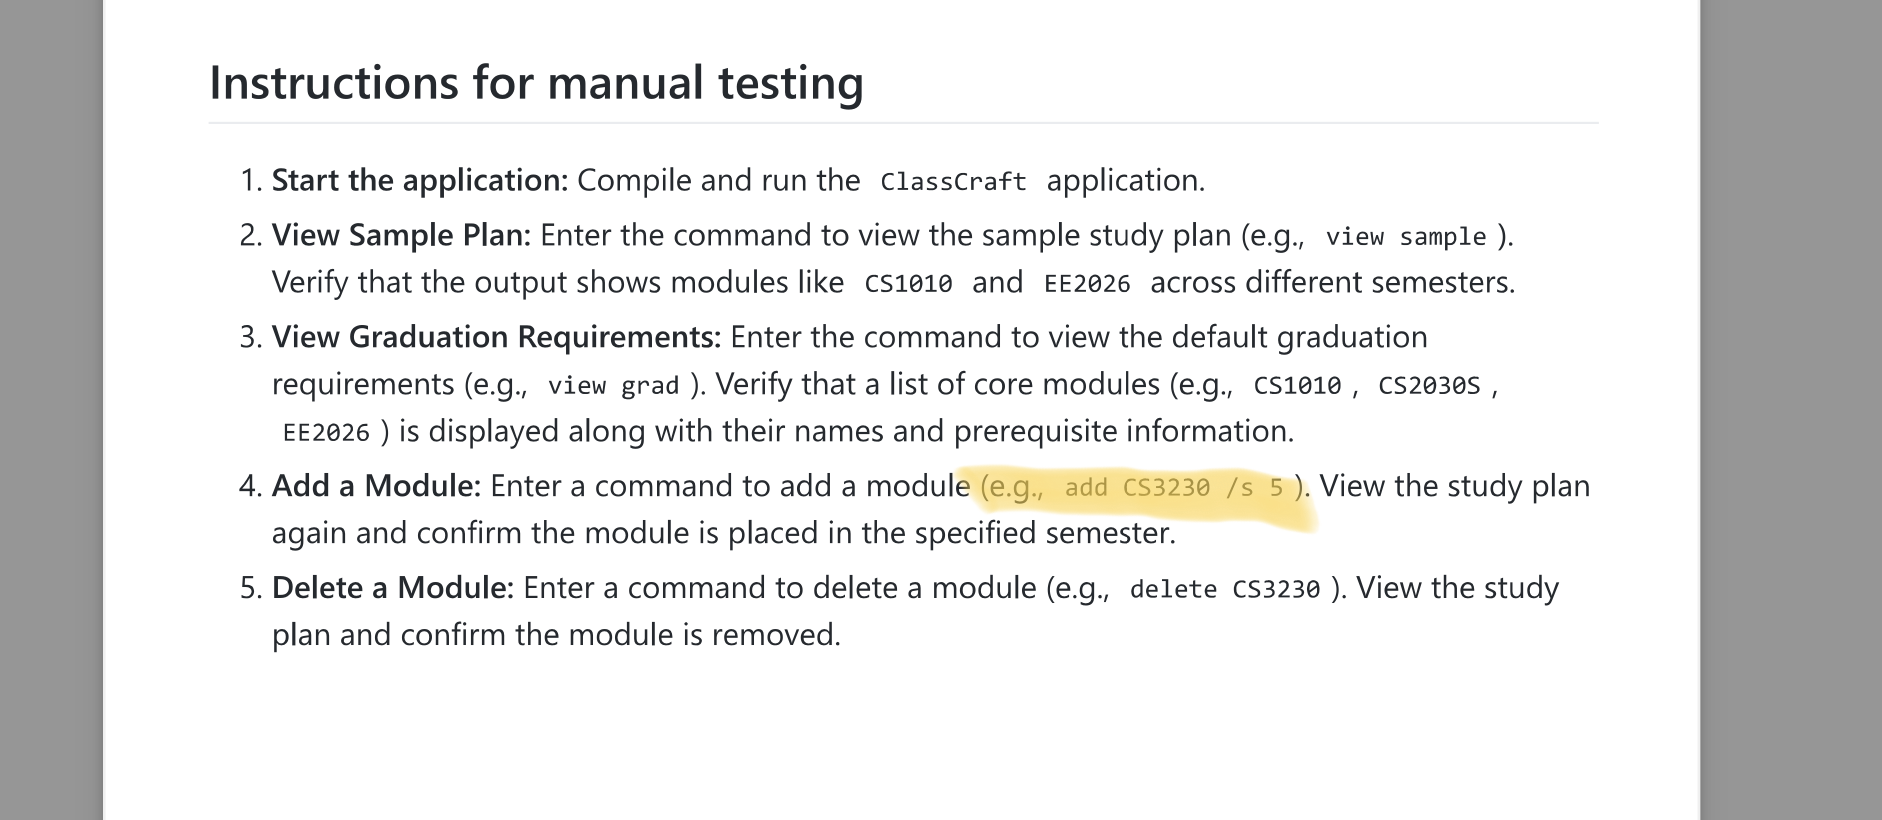 Instructions for manual testing
1. Start the application: Compile and run the ClassCraft application.
2. View Sample Plan: Enter the command to view the sample study plan (e.g., view sample ).
Verify that the output shows modules like CS1010 and EE2026 across different semesters.
3. View Graduation Requirements: Enter the command to view the default graduation
requirements (e.g., view grad ). Verify that a list of core modules (e.g., CS1010 , CS2030S ,
EE2026 ) is displayed along with their names and prerequisite information.
4. Add a Module: Enter a command to add a module (e.g., add CS3230 /s 5 ). View the study plan
again and confirm the module is placed in the specified semester.
5. Delete a Module: Enter a command to delete a module (e.g., delete CS3230 ). View the study
plan and confirm the module is removed.